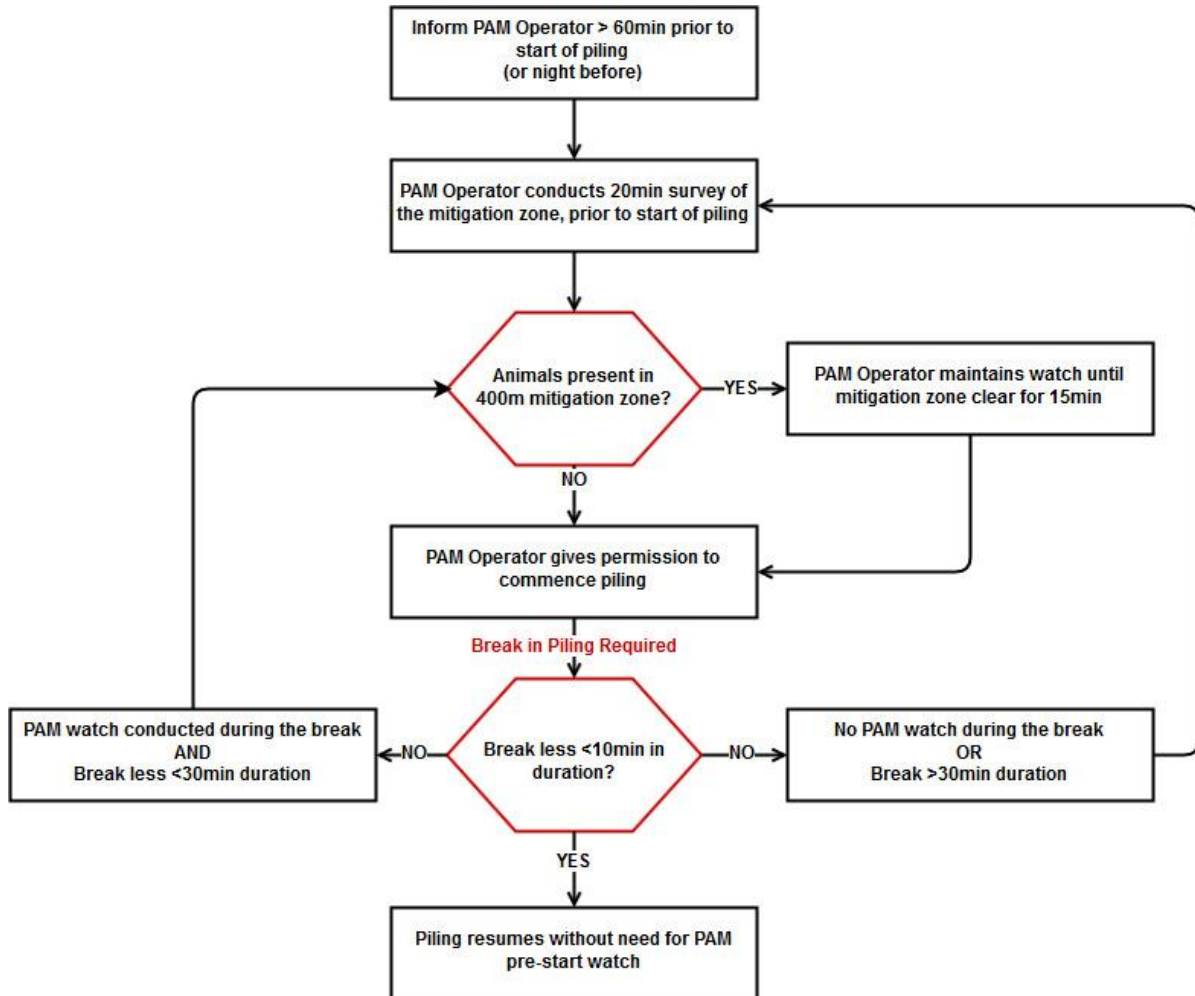 Inform PAM Operator > 60min prior to
start of piling
(or night before)
PAM Operator conducts 20min survey of
the mitigation zone, prior to start of piling
Animals present in
400m mitigation zone?
YES
PAM Operator maintains watch until
mitigation zone clear for 15min
NO
PAM Operator gives permission to
commence piling
Break in Piling Required
PAM watch conducted during the break
AND
Break less <30min duration
NO
Break less <10min in
duration?
NO
No PAM watch during the break
OR
Break >30min duration
YES
Piling resumes without need for PAM
pre-start watch